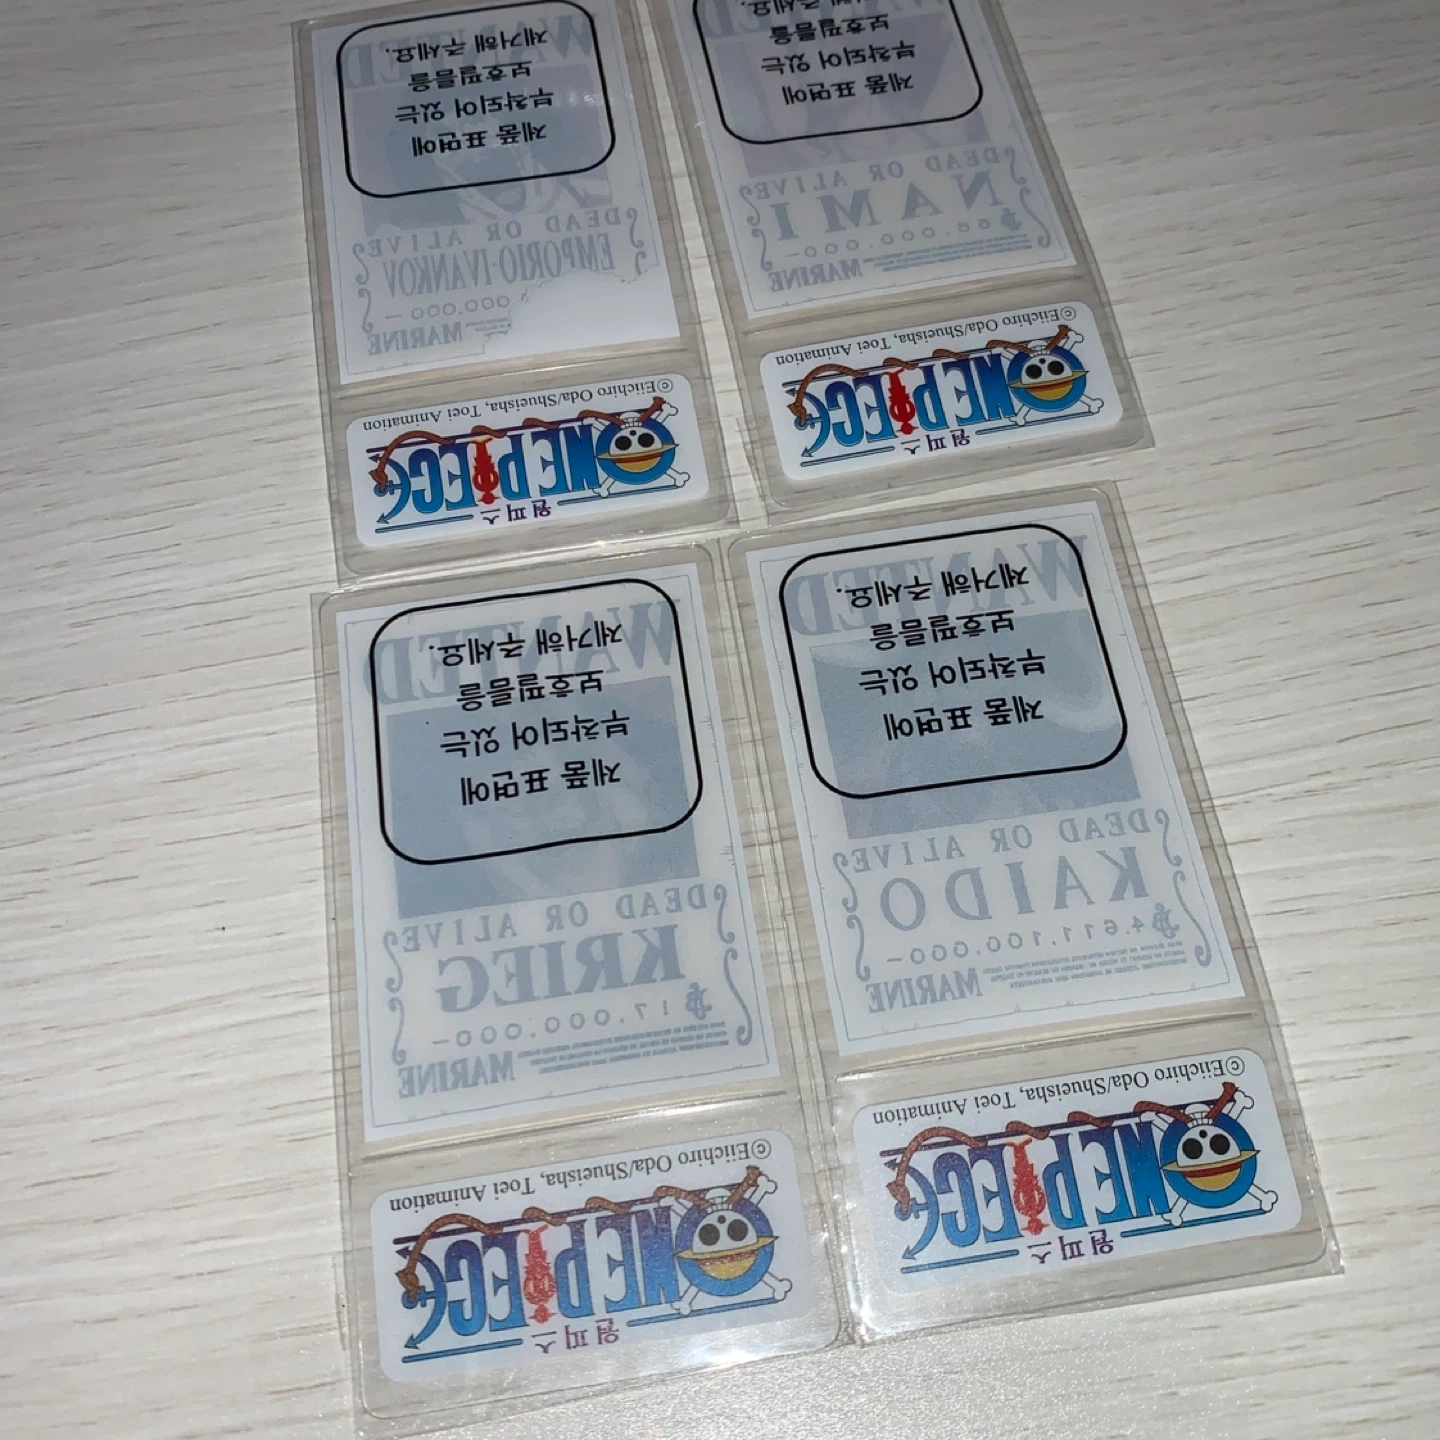 WANTED
제품 표면에
부착되어 있는
보호필름을
제거해 주세요.
DEAD OR ALIVE
EMPORIO·IVANKOV
000.000-
MARINE
원피스
ONE PIECE
©Eiichiro Oda/Shueisha, Toei Animation
제품 표면에
부착되어 있는
보호필름을
제거해 주세요.
DEAD OR ALIVE
NAMI
66.000.000-
MARINE
원피스
ONE PIECE
©Eiichiro Oda/Shueisha, Toei Animation
WANTED
제품 표면에
부착되어 있는
보호필름을
제거해 주세요.
DEAD OR ALIVE
KRIEG
17.000.000-
MARINE
원피스
ONE PIECE
©Eiichiro Oda/Shueisha, Toei Animation
WANTED
제품 표면에
부착되어 있는
보호필름을
제거해 주세요.
DEAD OR ALIVE
KAIDO
4.611.100.000-
MARINE
원피스
ONE PIECE
©Eiichiro Oda/Shueisha, Toei Animation